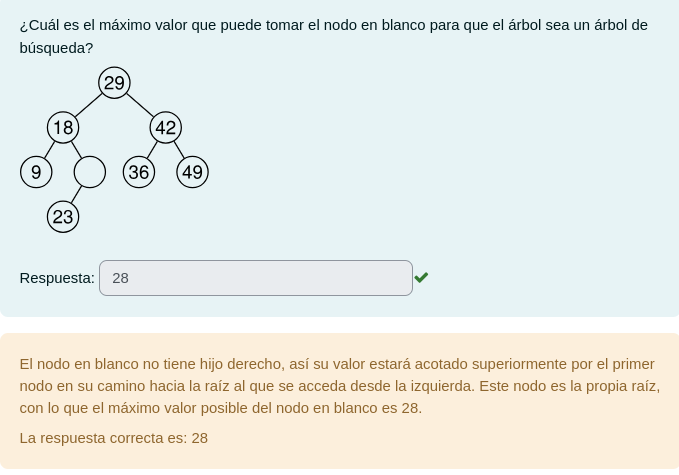 ¿Cuál es el máximo valor que puede tomar el nodo en blanco para que el árbol sea un árbol de
búsqueda?
29
18 42
9 36 49
23
Respuesta: 28
El nodo en blanco no tiene hijo derecho, así su valor estará acotado superiormente por el primer
nodo en su camino hacia la raíz al que se acceda desde la izquierda. Este nodo es la propia raíz,
con lo que el máximo valor posible del nodo en blanco es 28.
La respuesta correcta es: 28